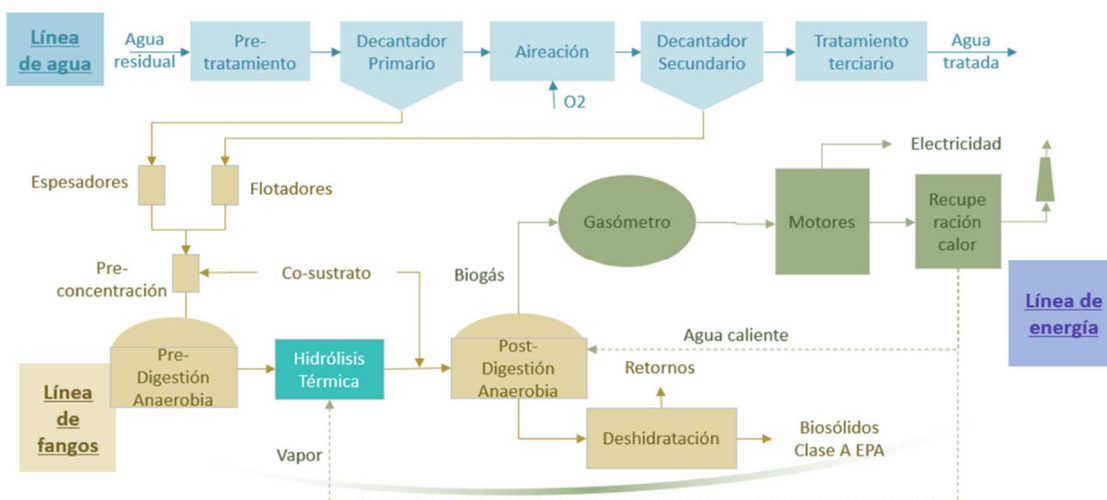 Línea
de agua
Agua
residual
Pre-
tratamiento
Decantador
Primario
Aireación
O2
Decantador
Secundario
Tratamiento
terciario
Agua
tratada
Espesadores
Flotadores
Electricidad
Gasómetro
Motores
Recupe
ración
calor
Pre-
concentración
Co-sustrato
Biogás
Línea de
energía
Agua caliente
Pre-
Digestión
Anaerobia
Hidrólisis
Térmica
Post-
Digestión
Anaerobia
Retornos
Línea
de
fangos
Deshidratación
Biosólidos
Clase A EPA
Vapor